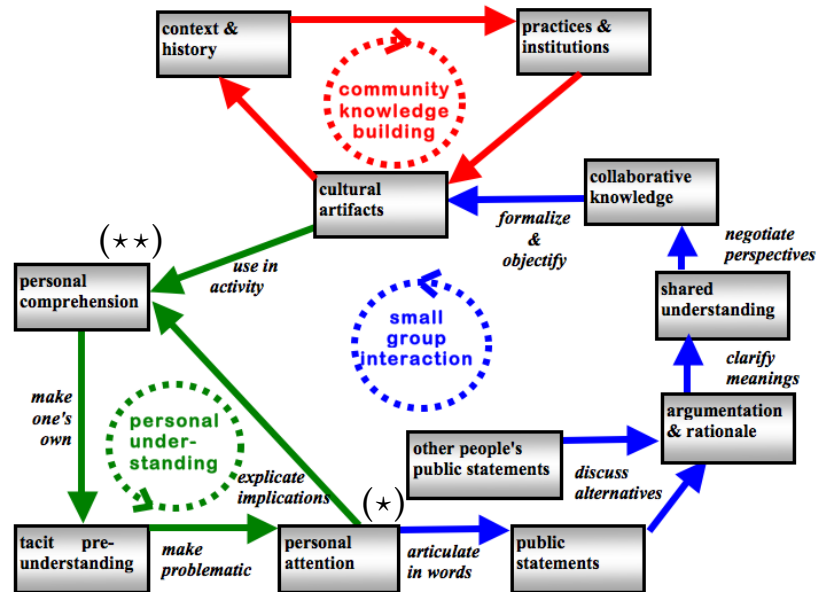 context &
history
practices &
institutions
community
knowledge
building
cultural
artifacts
collaborative
knowledge
formalize
&
objectify
negotiate
perspectives
(⋆⋆)
use in
activity
personal
comprehension
shared
understanding
small
group
interaction
clarify
meanings
make
one's
own
personal
under-
standing
argumentation
& rationale
other people's
public statements
discuss
alternatives
explicate
implications
(⋆)
tacit pre-
understanding
make
problematic
personal
attention
articulate
in words
public
statements